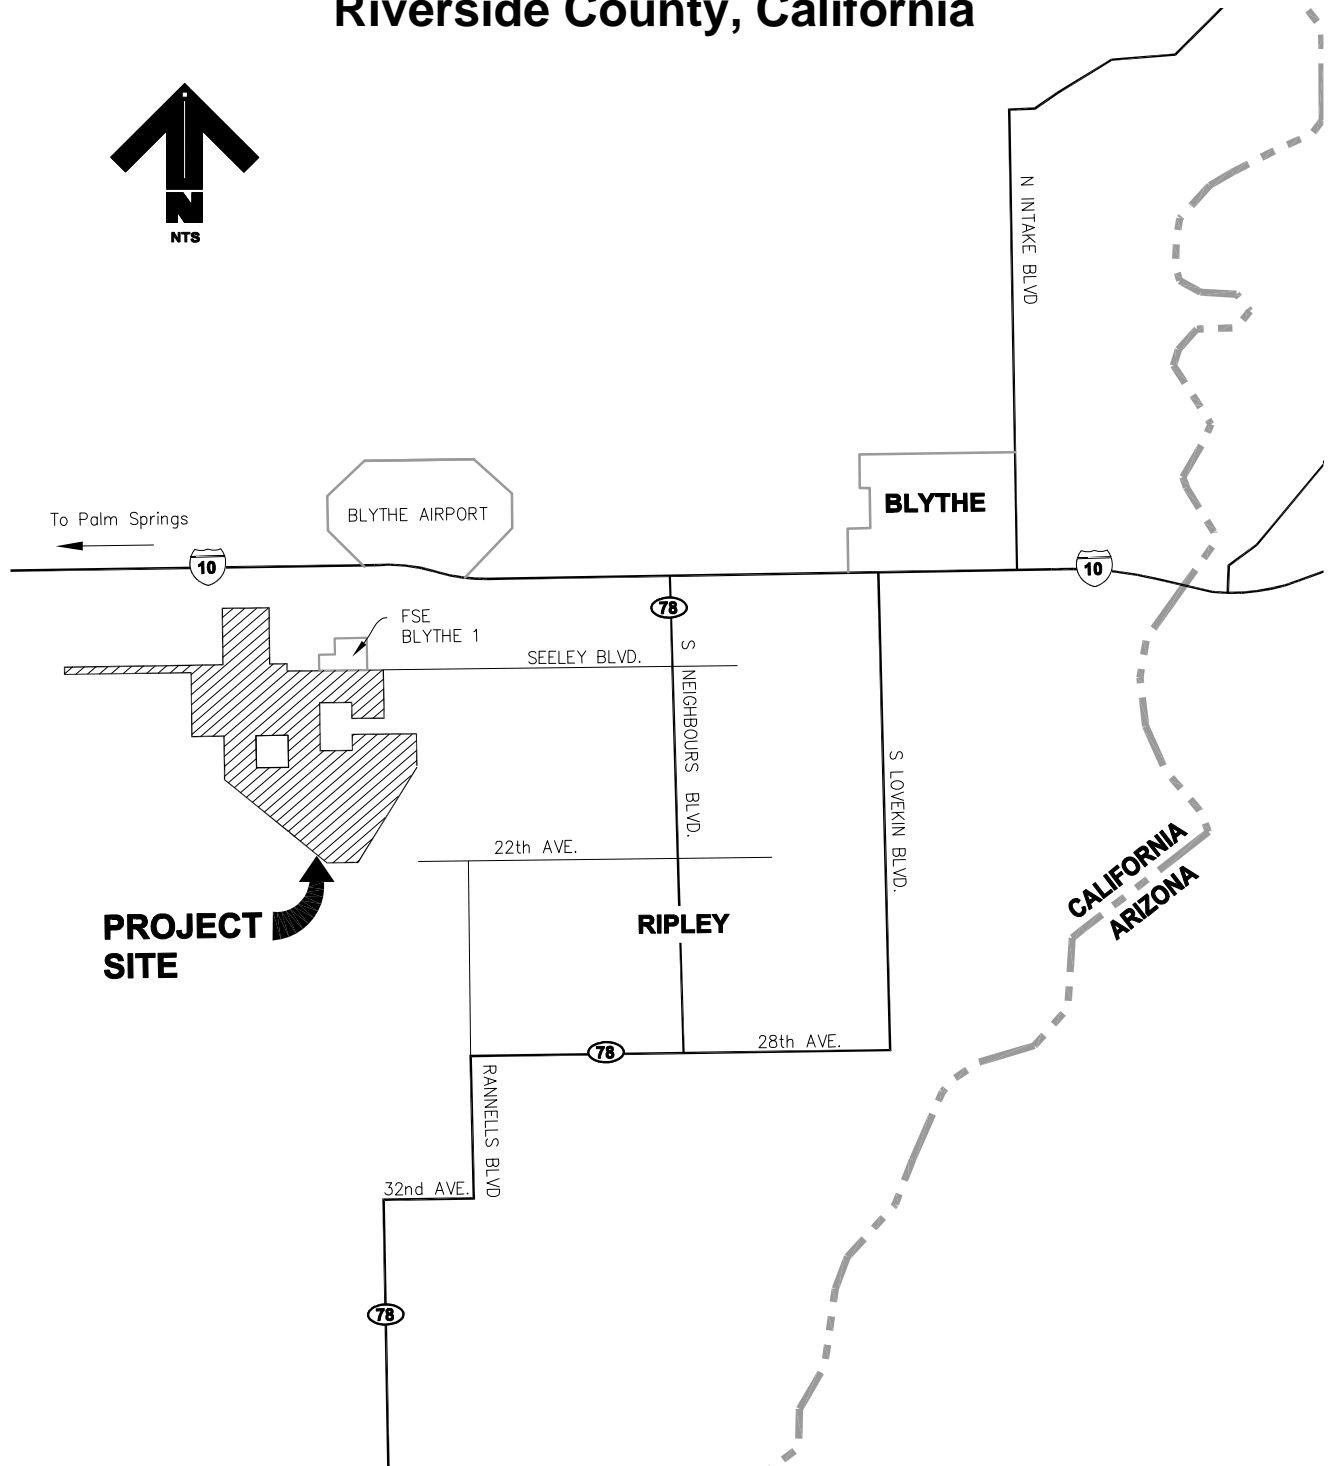 Riverside County, California
N
NTS
N INTAKE BLVD
BLYTHE
BLYTHE AIRPORT
To Palm Springs
10
10
78
FSE
BLYTHE 1
SEELEY BLVD.
S NEIGHBOURS BLVD.
S LOVEKIN BLVD.
22th AVE.
CALIFORNIA
ARIZONA
PROJECT
SITE
RIPLEY
28th AVE.
78
RANNELLS BLVD
32nd AVE.
78